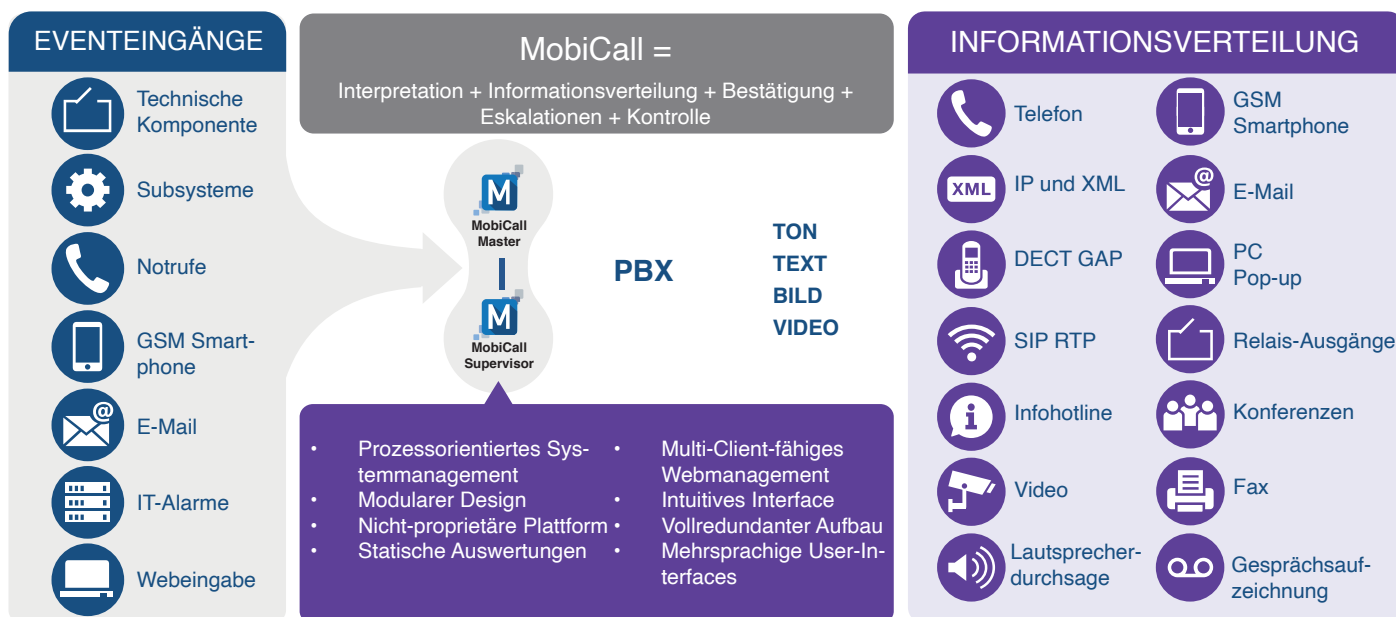 EVENTEINGÄNGE
Technische
Komponente
Subsysteme
Notrufe
GSM Smart-
phone
@
E-Mail
IT-Alarme
Webeingabe
MobiCall =
Interpretation + Informationsverteilung + Bestätigung +
Eskalationen + Kontrolle
M
MobiCall
Master
M
MobiCall
Supervisor
PBX
TON
TEXT
BILD
VIDEO
• Prozessorientiertes Sys-
temmanagement
• Modularer Design
• Nicht-proprietäre Plattform
• Statische Auswertungen
• Multi-Client-fähiges
Webmanagement
• Intuitives Interface
• Vollredundanter Aufbau
• Mehrsprachige User-In-
terfaces
INFORMATIONSVERTEILUNG
Telefon
XML
IP und XML
DECT GAP
SIP RTP
i
Infohotline
Video
Lautsprecher-
durchsage
GSM
Smartphone
@
E-Mail
PC
Pop-up
Relais-Ausgänge
Konferenzen
Fax
Gesprächsauf-
zeichnung